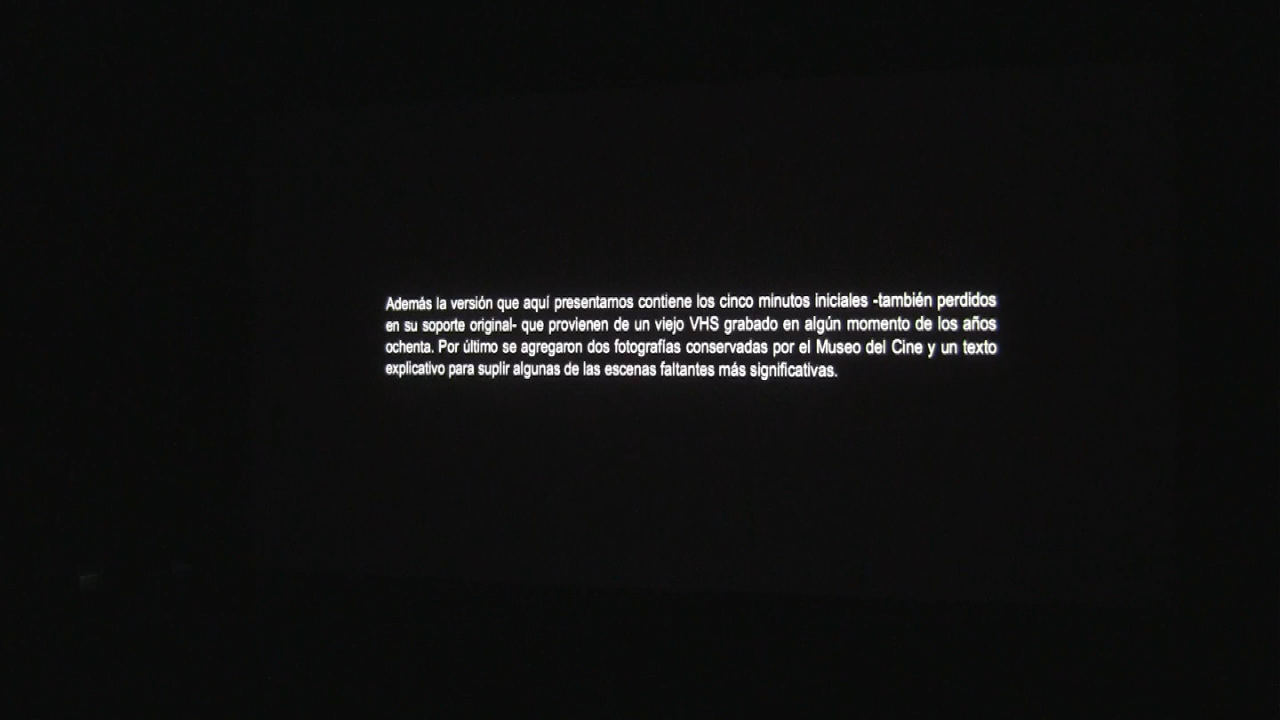 Además la versión que aquí presentamos contiene los cinco minutos iniciales -también perdidos
en su soporte original- que provienen de un viejo VHS grabado en algún momento de los años
ochenta. Por último se agregaron dos fotografías conservadas por el Museo del Cine y un texto
explicativo para suplir algunas de las escenas faltantes más significativas.